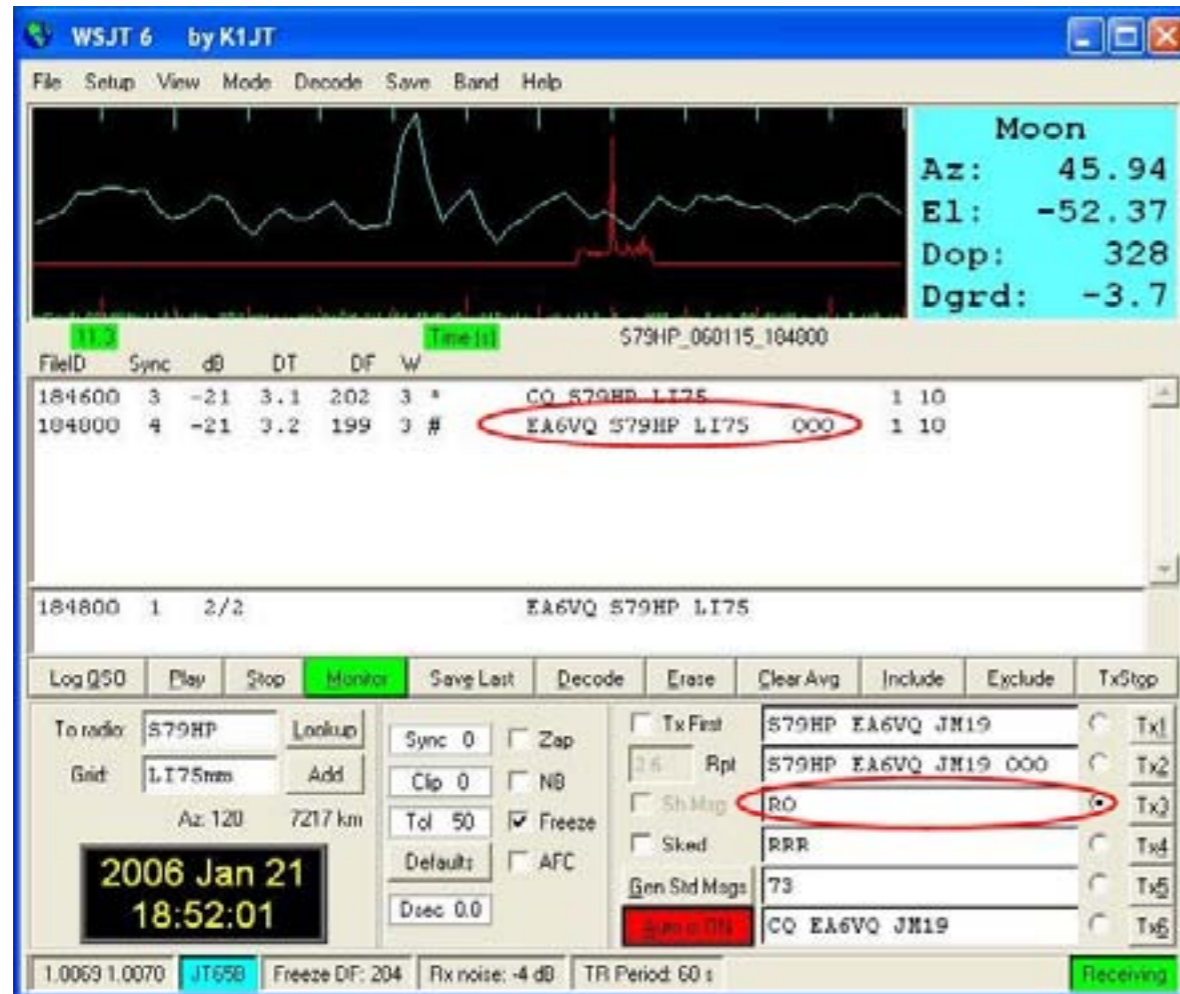 WSJT 6 by K1JT
File Setup View Mode Decode Save Band Help
Moon
Az: 45.94
El: -52.37
Dop: 328
Dgrd: -3.7
11.3 Time (s) S79HP_060115_184800
FileID Sync dB DT DF W
184600 3 -21 3.1 202 3 * CQ S79HP LI75 1 10
184800 4 -21 3.2 199 3 # EA6VQ S79HP LI75 OOO 1 10
184800 1 2/2 EA6VQ S79HP LI75
Log QSO Play Stop Monitor Save Last Decode Erase Clear Avg Include Exclude TxStop
To radio: S79HP Lookup
Grid: LI75mm Add
Az: 120 7217 km
2006 Jan 21
18:52:01
Sync 0 Zap
Clip 0 NB
Tol 50 Freeze
Defaults AFC
Dsec 0.0
Tx First S79HP EA6VQ JM19 Tx1
26 Rpt S79HP EA6VQ JM19 OOO Tx2
Sh Msg RO Tx3
Sked RRR Tx4
Gen Std Msgs 73 Tx5
Auto is ON CQ EA6VQ JM19 Tx6
1.0069 1.0070 JT65B Freeze DF: 204 Rx noise: -4 dB TR Period: 60 s Receiving